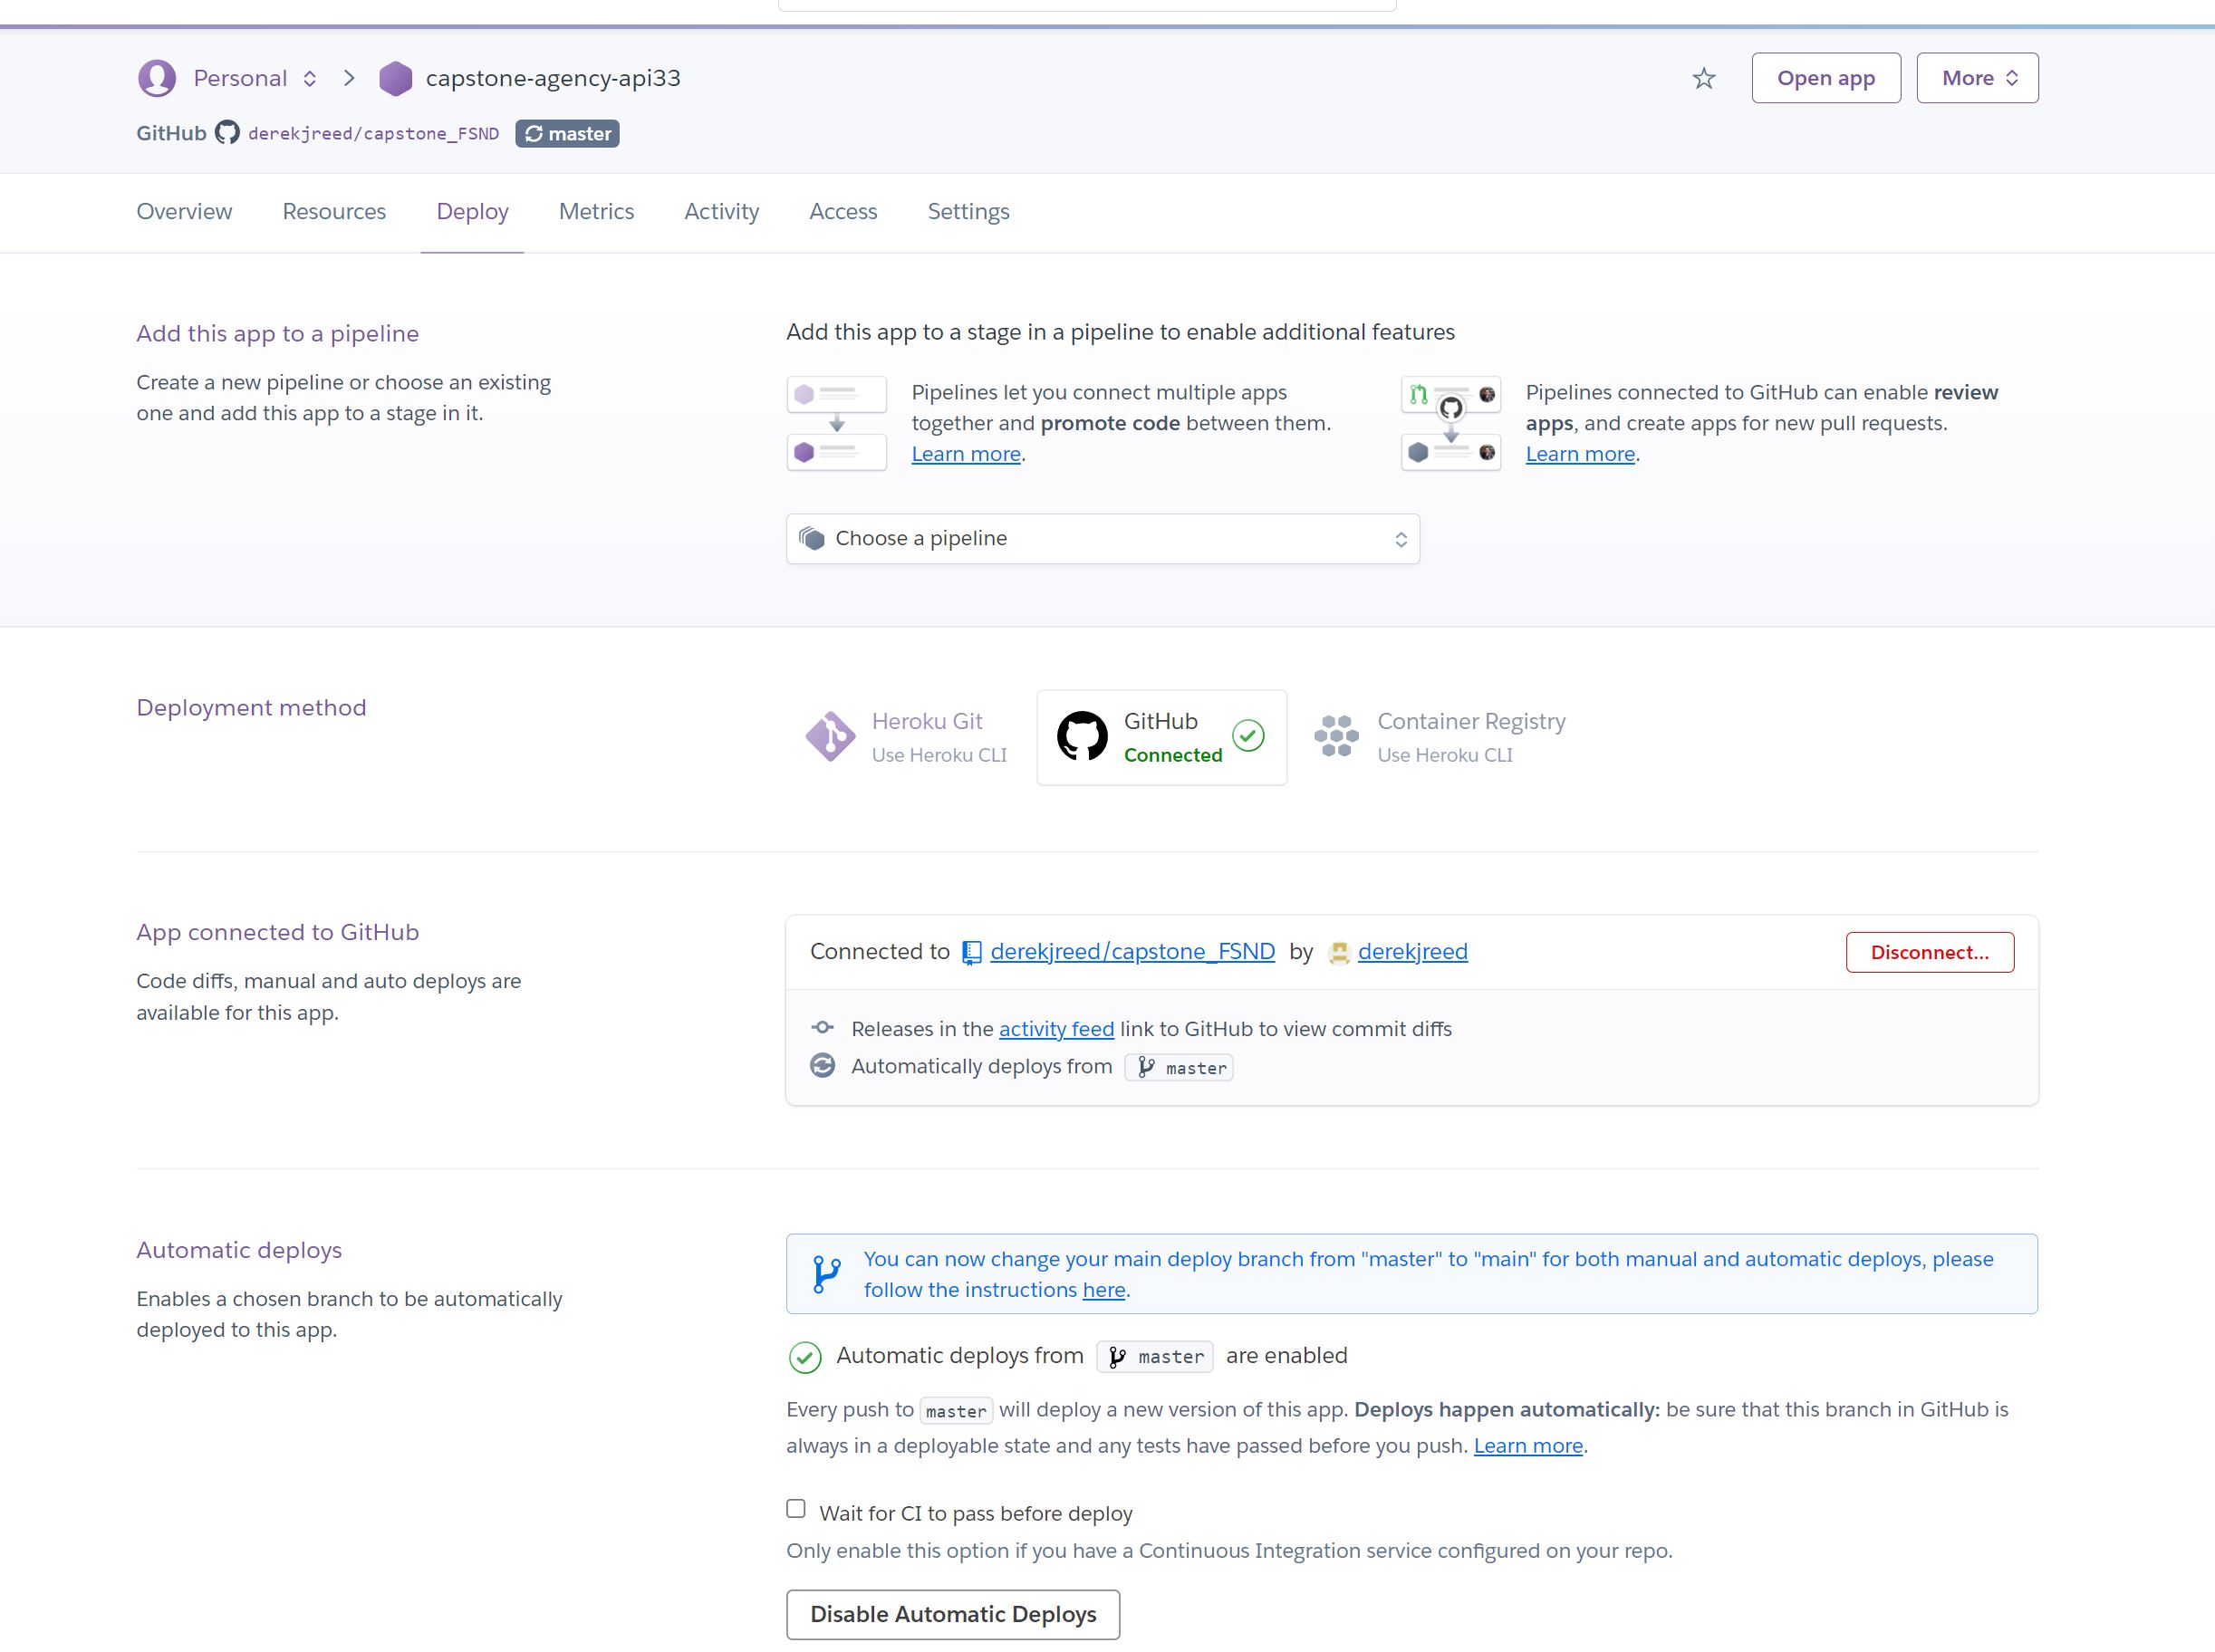 Personal > capstone-agency-api33
Open app
More
GitHub derekjreed/capstone_FSND master
Overview Resources Deploy Metrics Activity Access Settings
Add this app to a pipeline
Create a new pipeline or choose an existing
one and add this app to a stage in it.
Add this app to a stage in a pipeline to enable additional features
Pipelines let you connect multiple apps
together and promote code between them.
Learn more.
Pipelines connected to GitHub can enable review
apps, and create apps for new pull requests.
Learn more.
Choose a pipeline
Deployment method
Heroku Git
Use Heroku CLI
GitHub
Connected
Container Registry
Use Heroku CLI
App connected to GitHub
Code diffs, manual and auto deploys are
available for this app.
Connected to derekjreed/capstone_FSND by derekjreed
Disconnect...
Releases in the activity feed link to GitHub to view commit diffs
Automatically deploys from master
Automatic deploys
Enables a chosen branch to be automatically
deployed to this app.
You can now change your main deploy branch from "master" to "main" for both manual and automatic deploys, please
follow the instructions here.
Automatic deploys from master are enabled
Every push to master will deploy a new version of this app. Deploys happen automatically: be sure that this branch in GitHub is
always in a deployable state and any tests have passed before you push. Learn more.
Wait for CI to pass before deploy
Only enable this option if you have a Continuous Integration service configured on your repo.
Disable Automatic Deploys